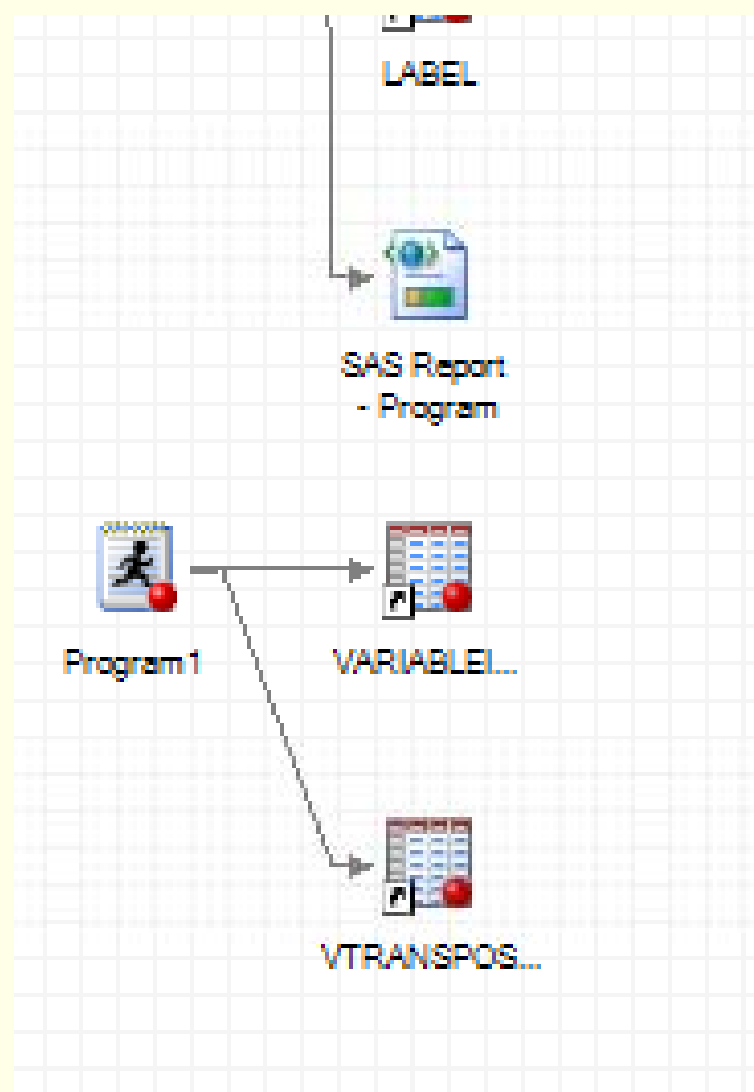 LABEL
SAS Report
- Program
Program1
VARIABLEI...
VTRANSPOS...